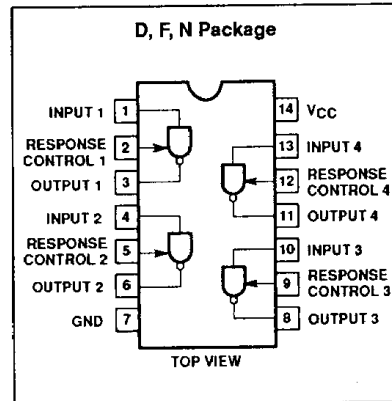 D, F, N Package
INPUT 1 1
RESPONSE CONTROL 1 2
OUTPUT 1 3
INPUT 2 4
RESPONSE CONTROL 2 5
OUTPUT 2 6
GND 7
14 VCC
13 INPUT 4
12 RESPONSE CONTROL 4
11 OUTPUT 4
10 INPUT 3
9 RESPONSE CONTROL 3
8 OUTPUT 3
TOP VIEW